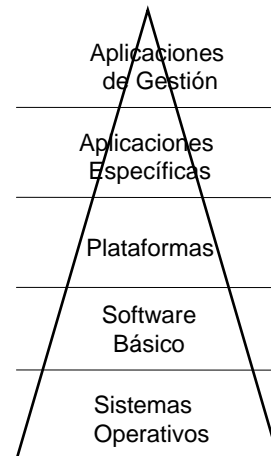 Aplicaciones
de Gestión
Aplicaciones
Específicas
Plataformas
Software
Básico
Sistemas
Operativos